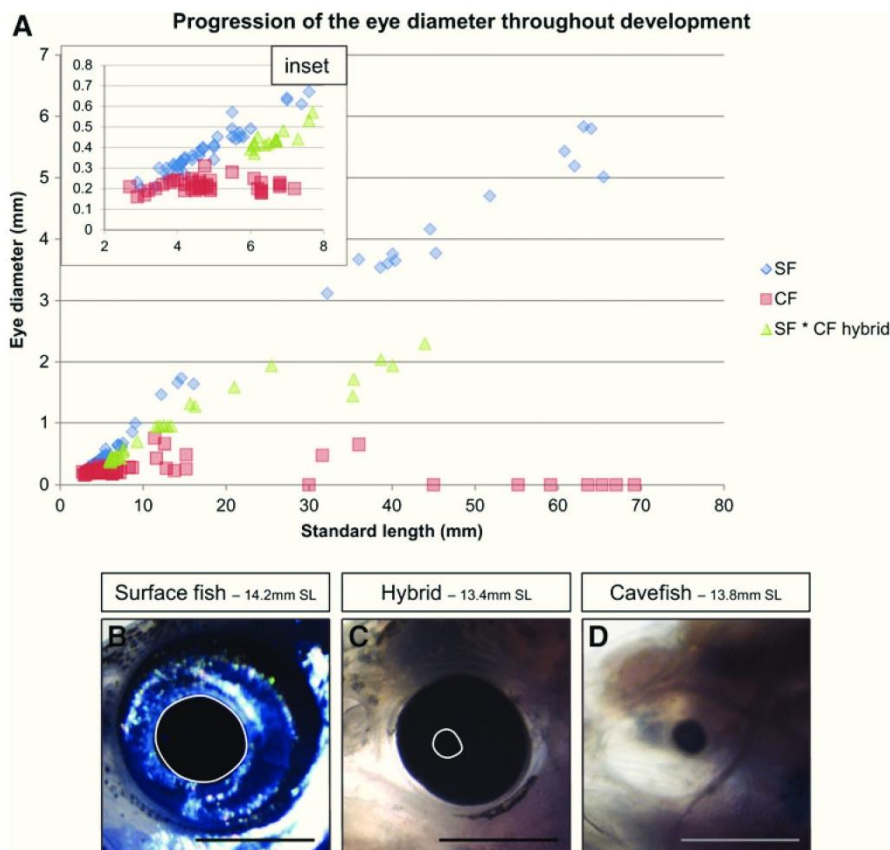 A Progression of the eye diameter throughout development
7
6
5
4
3
2
1
0
Eye diameter (mm)
inset
0.8
0.7
0.6
0.5
0.4
0.3
0.2
0.1
0
2 4 6 8
SF
CF
SF * CF hybrid
0 10 20 30 40 50 60 70 80
Standard length (mm)
Surface fish – 14.2mm SL
Hybrid – 13.4mm SL
Cavefish – 13.8mm SL
B
C
D